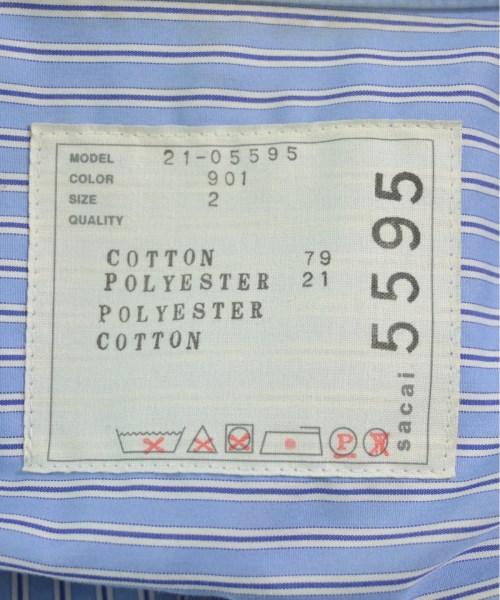 MODEL 21-05595
COLOR 901
SIZE 2
QUALITY
COTTON 79
POLYESTER 21
POLYESTER
COTTON
P
W
sacai 5595